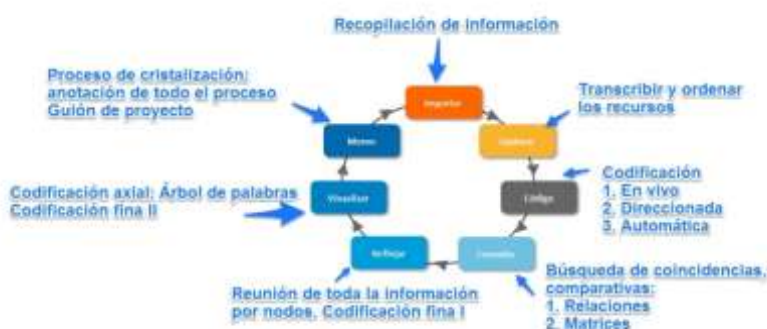 Recopilación de información
Proceso de cristalización:
anotación de todo el proceso
Guión de proyecto
Importar
Transcribir y ordenar
los recursos
Memos
Codificación axial: Árbol de palabras
Codificación fina II
Visualizar
Código
Codificación
1. En vivo
2. Direccionada
3. Automática
Reflejar
Reunión de toda la información
por nodos. Codificación fina I
Búsqueda de coincidencias,
comparativas:
1. Relaciones
2. Matrices